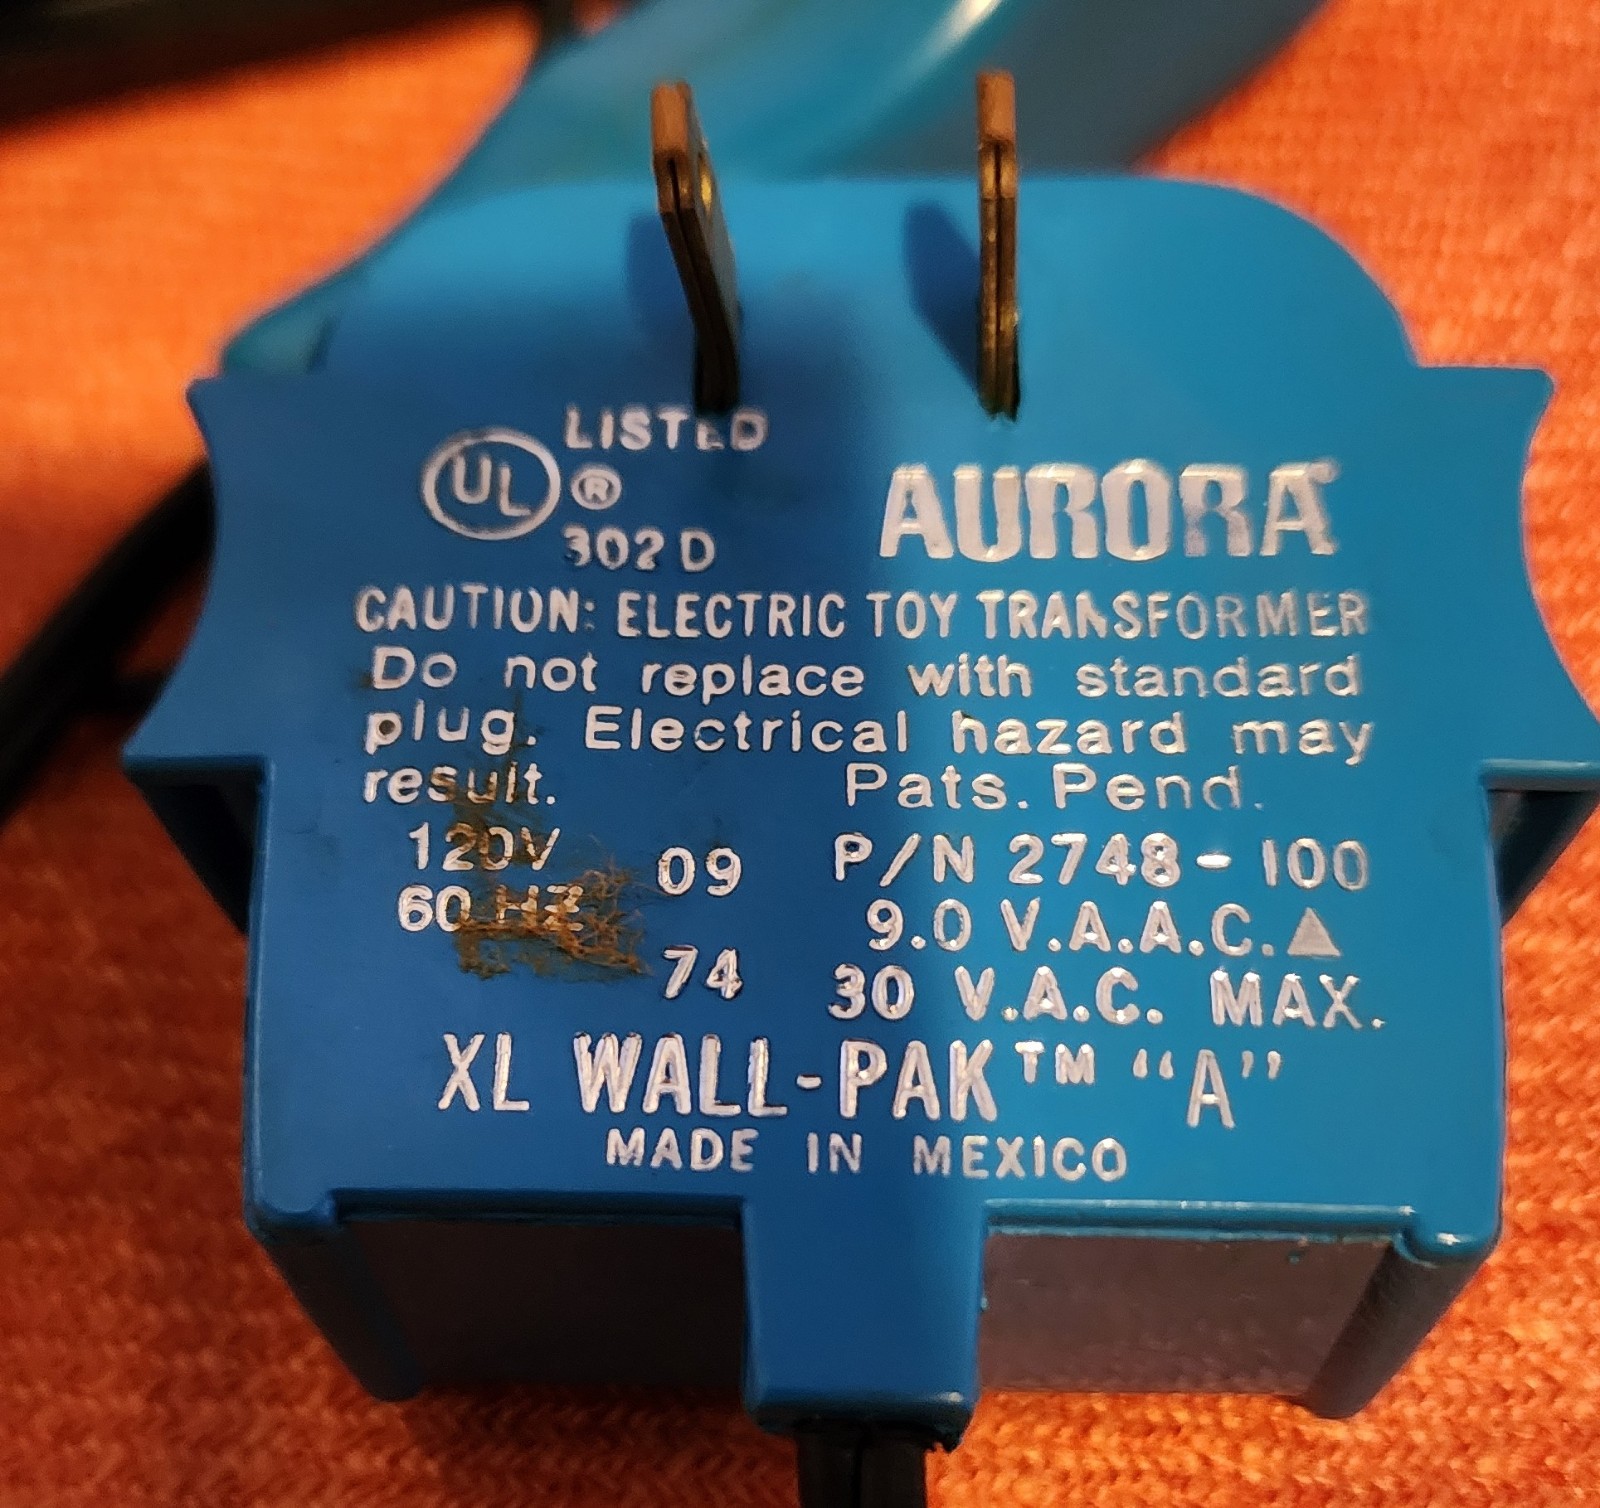 LISTED
UL ®
302D
AURORA®
CAUTION: ELECTRIC TOY TRANSFORMER
Do not replace with standard
plug. Electrical hazard may
result. Pats. Pend.
120V 09 P/N 2748-100
60 HZ 9.0 V.A.A.C.▲
74 30 V.A.C. MAX.
XL WALL-PAK™ “A”
MADE IN MEXICO